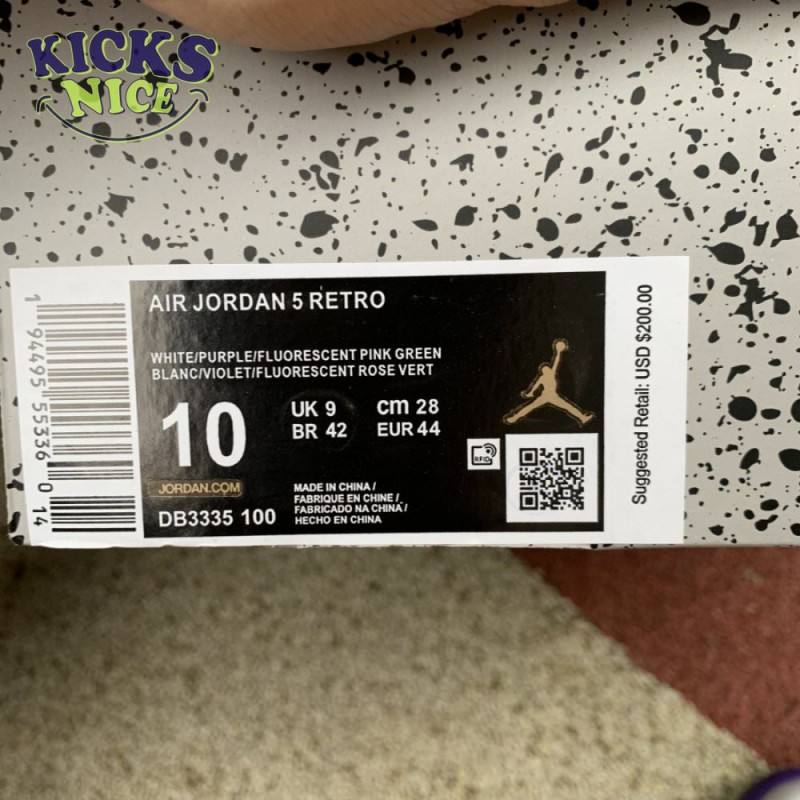 KICKS
NICE
AIR JORDAN 5 RETRO
WHITE/PURPLE/FLUORESCENT PINK GREEN
BLANC/VIOLET/FLUORESCENT ROSE VERT
10
UK 9
cm 28
BR 42
EUR 44
JORDAN.COM
DB3335 100
MADE IN CHINA /
FABRIQUE EN CHINE /
FABRICADO NA CHINA /
HECHO EN CHINA
RFID
Suggested Retail: USD $200.00
1 94495 55336 0 14